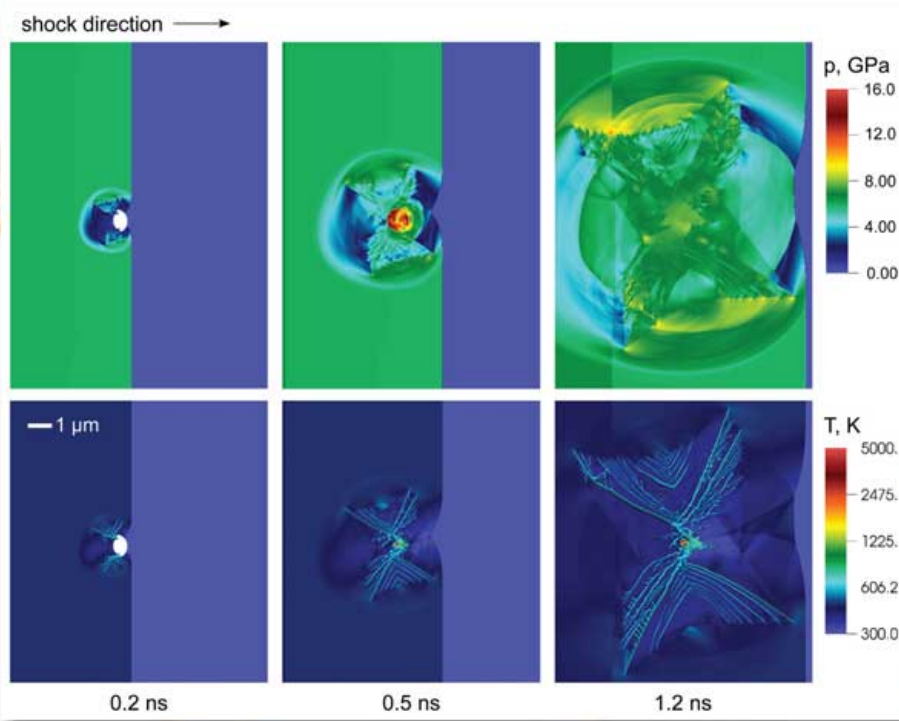 shock direction
p, GPa
16.0
12.0
8.00
4.00
0.00
1 μm
T, K
5000.
2475.
1225.
606.2
300.0
0.2 ns
0.5 ns
1.2 ns